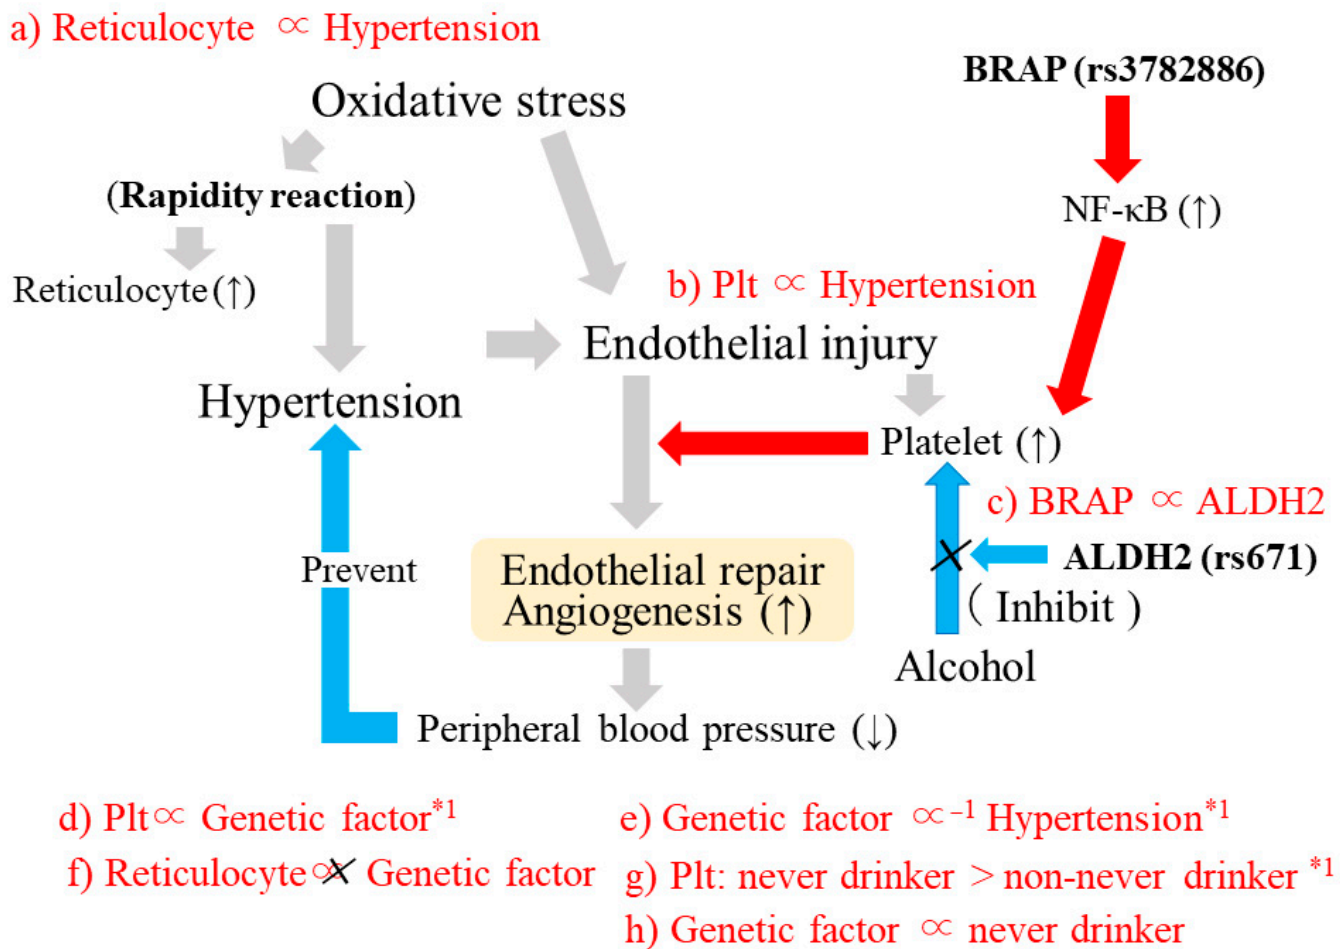 a) Reticulocyte ∝ Hypertension
BRAP (rs3782886)
Oxidative stress
(Rapidity reaction)
NF-κB (↑)
Reticulocyte (↑)
b) Plt ∝ Hypertension
Endothelial injury
Hypertension
Platelet (↑)
c) BRAP ∝ ALDH2
ALDH2 (rs671)
( Inhibit )
Prevent
Endothelial repair
Angiogenesis (↑)
Alcohol
Peripheral blood pressure (↓)
d) Plt ∝ Genetic factor*1
e) Genetic factor ∝⁻¹ Hypertension*1
f) Reticulocyte ∝ Genetic factor
g) Plt: never drinker > non-never drinker *1
h) Genetic factor ∝ never drinker